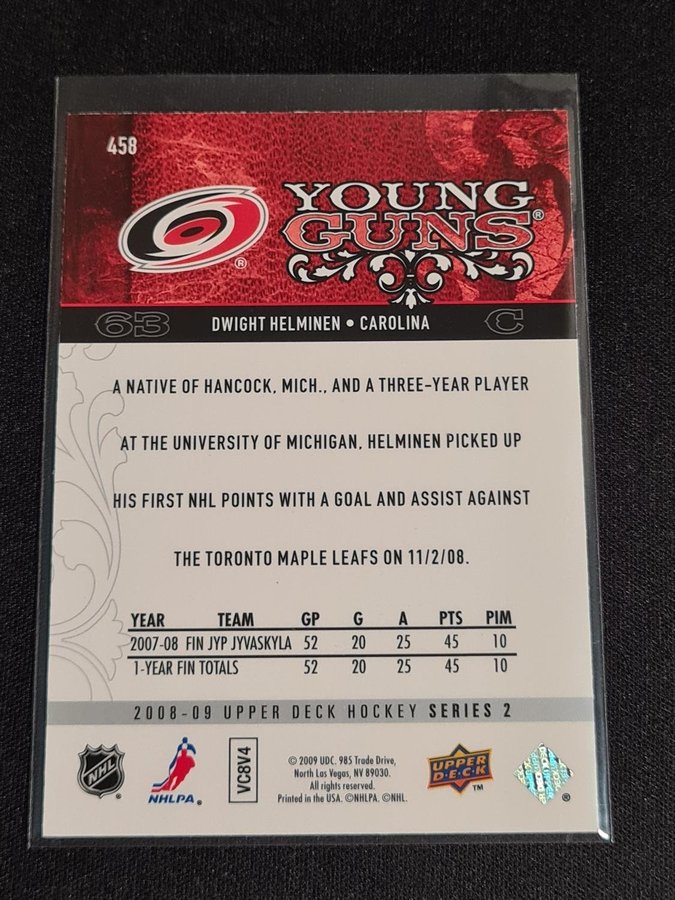 458
YOUNG
GUNS®
®
63 DWIGHT HELMINEN • CAROLINA C
A NATIVE OF HANCOCK, MICH., AND A THREE-YEAR PLAYER
AT THE UNIVERSITY OF MICHIGAN, HELMINEN PICKED UP
HIS FIRST NHL POINTS WITH A GOAL AND ASSIST AGAINST
THE TORONTO MAPLE LEAFS ON 11/2/08.
YEAR TEAM GP G A PTS PIM
2007-08 FIN JYP JYVASKYLA 52 20 25 45 10
1-YEAR FIN TOTALS 52 20 25 45 10
2008-09 UPPER DECK HOCKEY SERIES 2
NHL
®
NHLPA.
®
VC8V4
© 2009 UDC. 985 Trade Drive,
North Las Vegas, NV 89030.
All rights reserved.
Printed in the USA. ©NHLPA. ©NHL.
UPPER
DECK
™
®